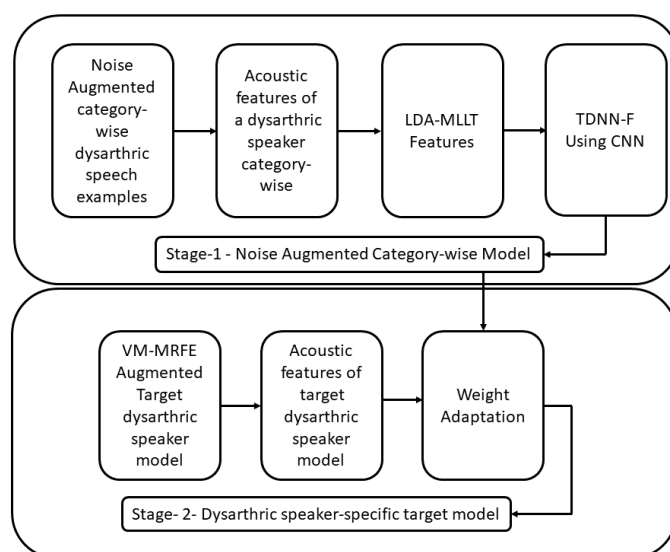 Noise
Augmented
category-
wise
dysarthric
speech
examples
Acoustic
features of
a dysarthric
speaker
category-
wise
LDA-MLLT
Features
TDNN-F
Using CNN
Stage-1 - Noise Augmented Category-wise Model
VM-MRFE
Augmented
Target
dysarthric
speaker
model
Acoustic
features of
target
dysarthric
speaker
model
Weight
Adaptation
Stage- 2- Dysarthric speaker-specific target model